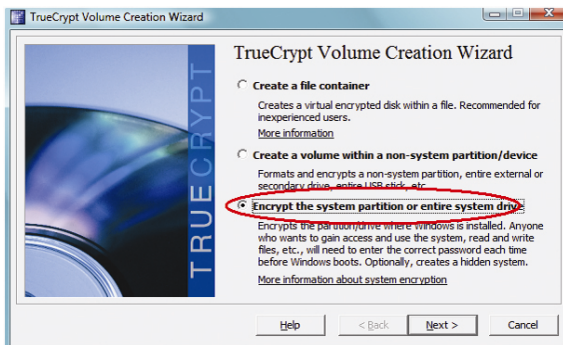 TrueCrypt Volume Creation Wizard
TRUECRYPT
TrueCrypt Volume Creation Wizard
Create a file container
Creates a virtual encrypted disk within a file. Recommended for
inexperienced users.
More information
Create a volume within a non-system partition/device
Formats and encrypts a non-system partition, entire external or
secondary drive, entire USB stick, etc.
Encrypt the system partition or entire system drive
Encrypts the partition/drive where Windows is installed. Anyone
who wants to gain access and use the system, read and write
files, etc., will need to enter the correct password each time
before Windows boots. Optionally, creates a hidden system.
More information about system encryption
Help
< Back
Next >
Cancel